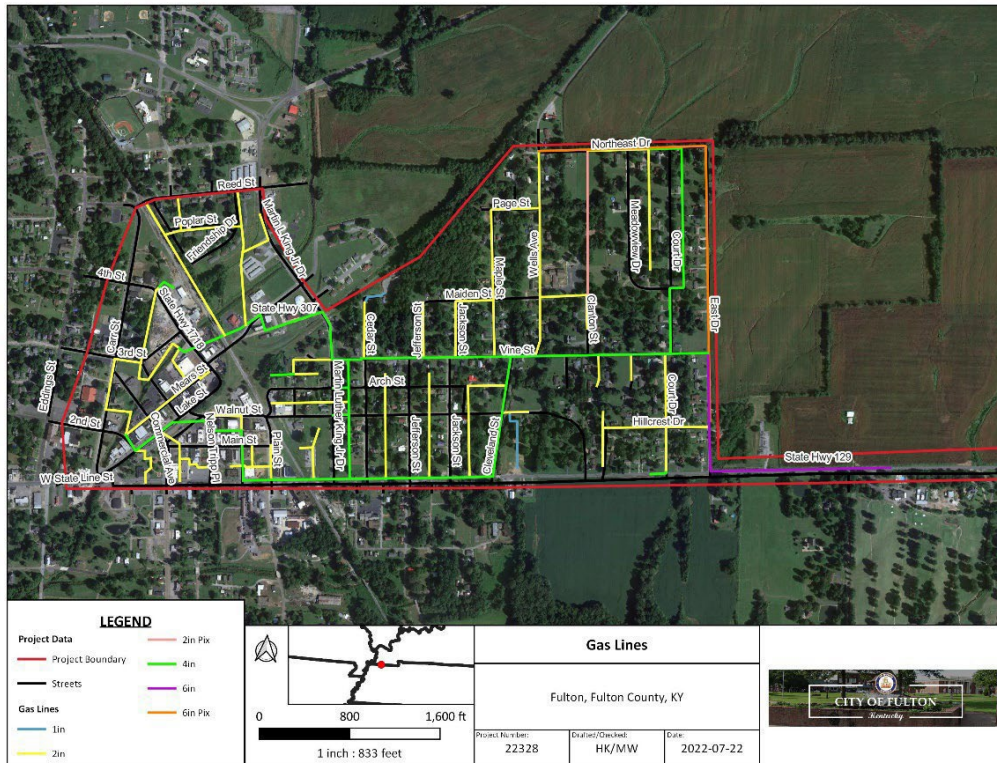 Northeast Dr
Reed St
Page St
Poplar St
Friendship Dr
Martin L King Jr Dr
Meadowview Dr
Court Dr
Wells Ave
Maple St
4th St
State Hwy 1718
State Hwy 307
Maiden St
Clanton St
East Dr
Carr St
Cedar St
Jefferson St
Jackson St
3rd St
Vine St
Eddings St
Mears St
Arch St
Lake St
Court Dr
Walnut St
Martin Luther King Jr Dr
Cleveland St
2nd St
Commercial Ave
Nelson Tripp Pl
Main St
Plain St
Jefferson St
Jackson St
Hillcrest Dr
State Hwy 129
W State Line St
LEGEND
Project Data
Project Boundary
Streets
Gas Lines
1in
2in
2in Pix
4in
6in
6in Pix
0 800 1,600 ft
1 inch : 833 feet
Gas Lines
Fulton, Fulton County, KY
Project Number:
22328
Drafted/Checked:
HK/MW
Date:
2022-07-22
CITY OF FULTON
Kentucky